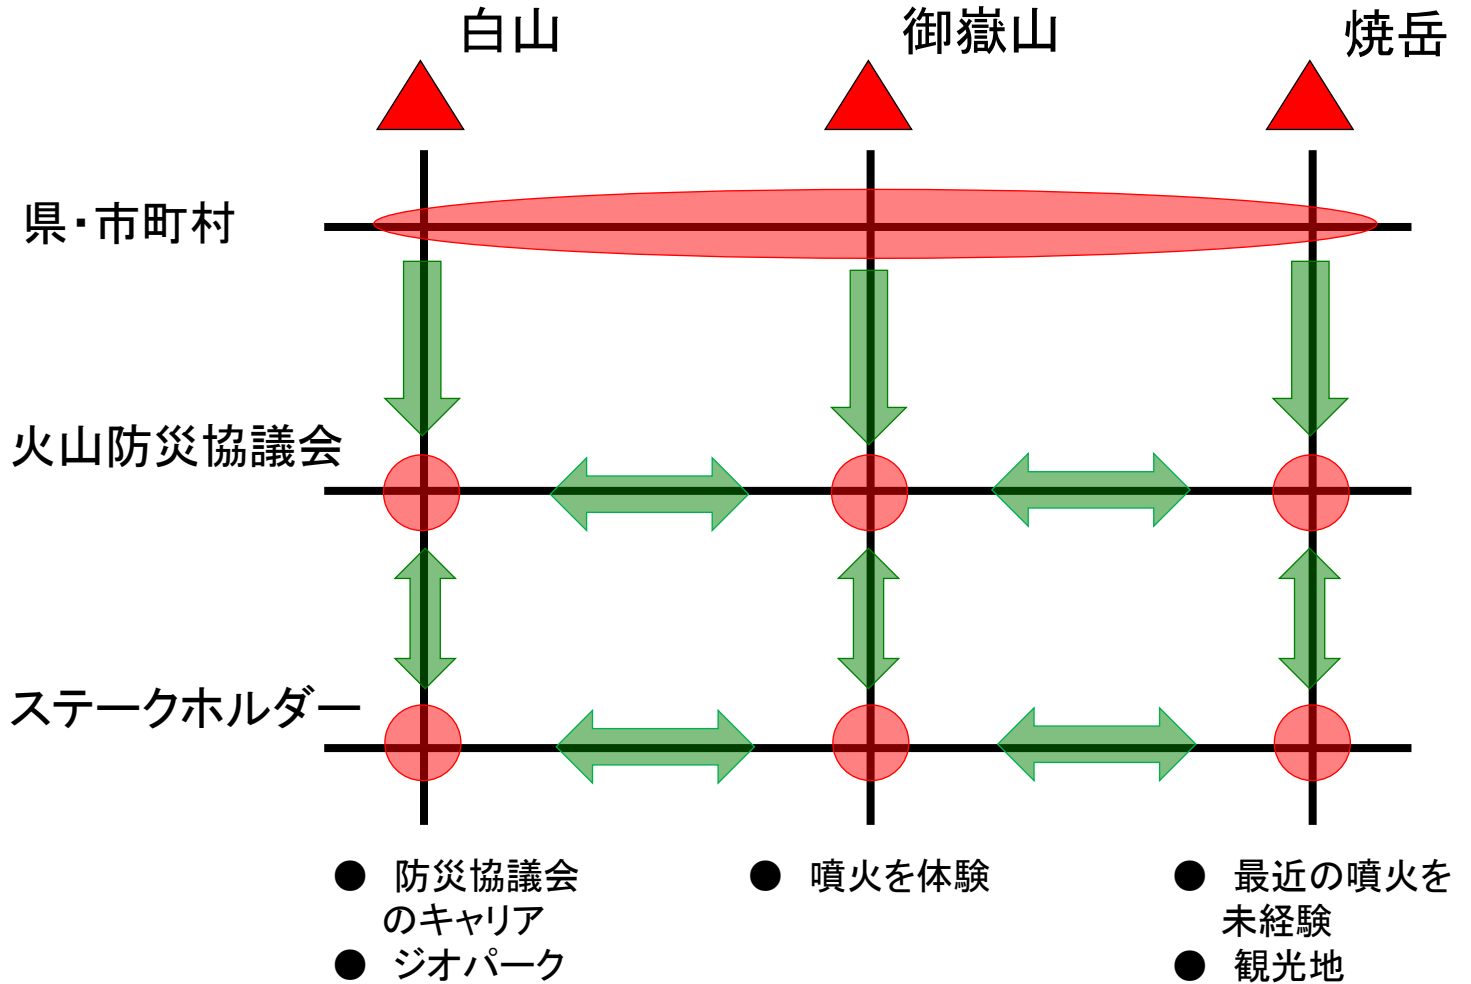 白山
御嶽山
焼岳
県・市町村
火山防災協議会
ステークホルダー
● 防災協議会
のキャリア
● ジオパーク
● 噴火を体験
● 最近の噴火を
未経験
● 観光地